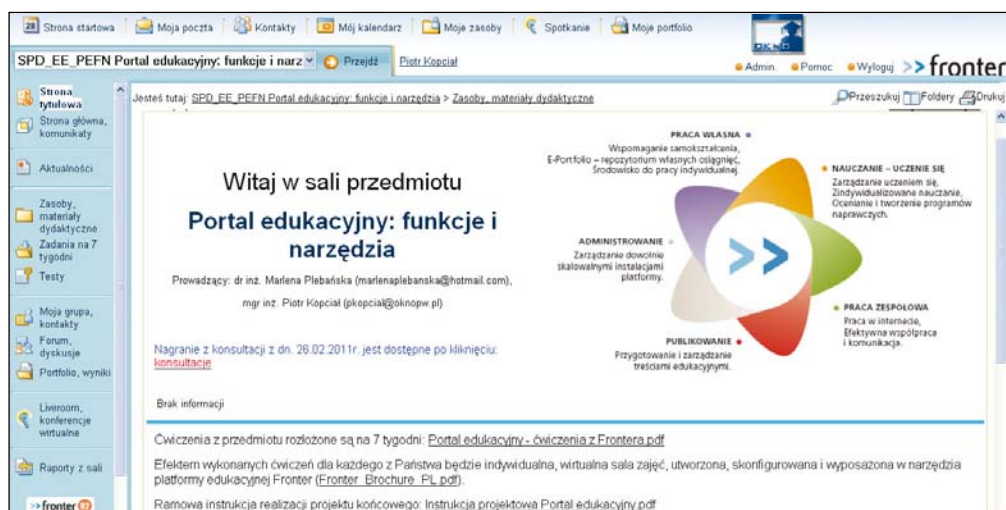 Strona startowa Moja poczta Kontakty Mój kalendarz Moje zasoby Spotkanie Moje portfolio
OKNO
SPD_EE_PEFN Portal edukacyjny: funkcje i narz Przejdź Piotr Kopciał
Admin. Pomoc Wyloguj >> fronter
Strona
tytułowa
Strona główna,
komunikaty
Aktualności
Zasoby,
materiały
dydaktyczne
Zadania na 7
tygodni
Testy
Moja grupa,
kontakty
Forum,
dyskusje
Portfolio, wyniki
Liveroom,
konferencje
wirtualne
Raporty z sali
>> fronter
Jesteś tutaj: SPD_EE_PEFN Portal edukacyjny: funkcje i narzędzia > Zasoby, materiały dydaktyczne
Przeszukuj Foldery Drukuj
Witaj w sali przedmiotu
Portal edukacyjny: funkcje i
narzędzia
Prowadzący: dr inż. Marlena Plebańska (marlenaplebanska@hotmail.com),
mgr inż. Piotr Kopciał (pkopcial@oknopw.pl)
Nagranie z konsultacji z dn. 26.02.2011r. jest dostępne po kliknięciu:
konsultacje
PRACA WŁASNA
Wspomaganie samokształcenia,
E-Portfolio – repozytorium własnych osiągnięć,
Środowisko do pracy indywidualnej.
NAUCZANIE – UCZENIE SIĘ
Zarządzanie uczeniem się,
Zindywidualizowane nauczanie,
Ocenianie i tworzenie programów
naprawczych.
ADMINISTROWANIE
Zarządzanie dowolnie
skalowalnymi instalacjami
platformy.
PRACA ZESPOŁOWA
Praca w internecie,
Efektywna współpraca
i komunikacja.
PUBLIKOWANIE
Przygotowanie i zarządzanie
treściami edukacyjnymi.
Brak informacji
Ćwiczenia z przedmiotu rozłożone są na 7 tygodni: Portal edukacyjny - ćwiczenia z Frontera.pdf
Efektem wykonanych ćwiczeń dla każdego z Państwa będzie indywidualna, wirtualna sala zajęć, utworzona, skonfigurowana i wyposażona w narzędzia
platformy edukacyjnej Fronter (Fronter_Brochure_PL.pdf).
Ramowa instrukcja realizacji projektu końcowego: Instrukcja projektowa Portal edukacyjny.pdf